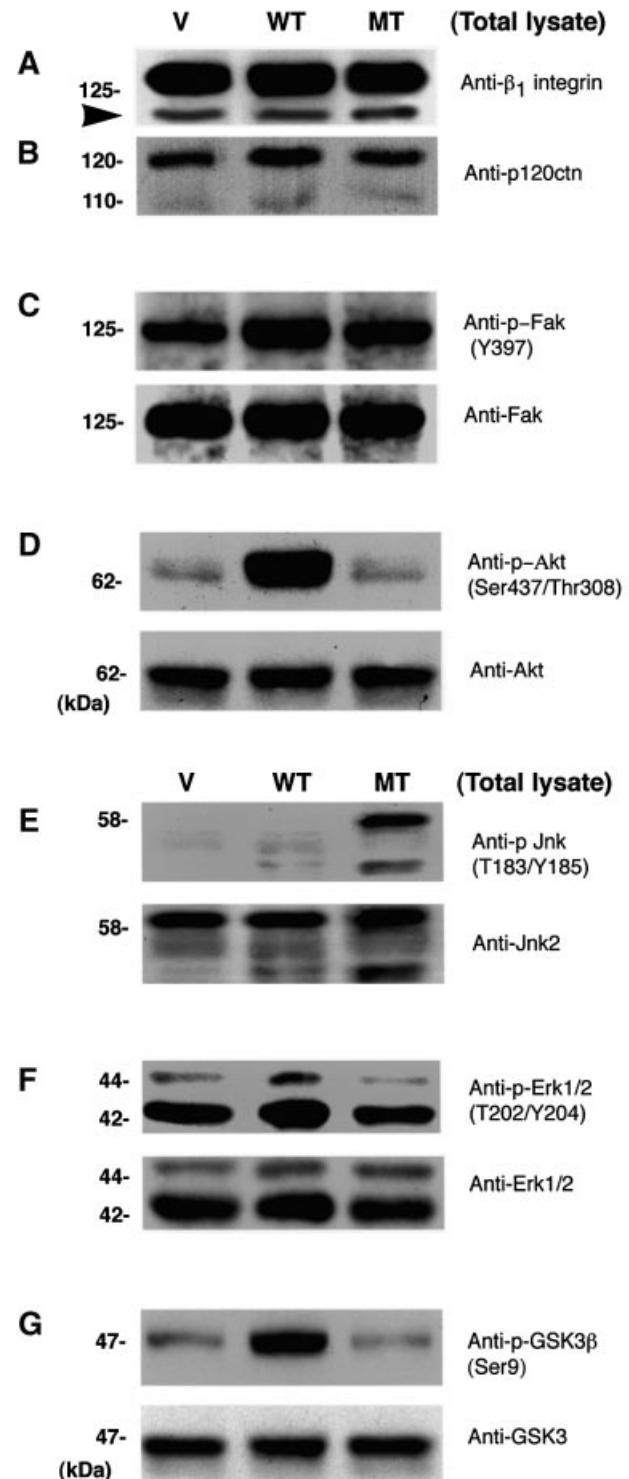 V WT MT (Total lysate)
A
125-
Anti-β1 integrin
B
120-
110-
Anti-p120ctn
C
125-
Anti-p–Fak
(Y397)
125-
Anti-Fak
D
62-
Anti-p–Akt
(Ser437/Thr308)
62-
(kDa)
Anti-Akt
V WT MT (Total lysate)
E
58-
Anti-p Jnk
(T183/Y185)
58-
Anti-Jnk2
F
44-
42-
Anti-p-Erk1/2
(T202/Y204)
44-
42-
Anti-Erk1/2
G
47-
Anti-p-GSK3β
(Ser9)
47-
(kDa)
Anti-GSK3